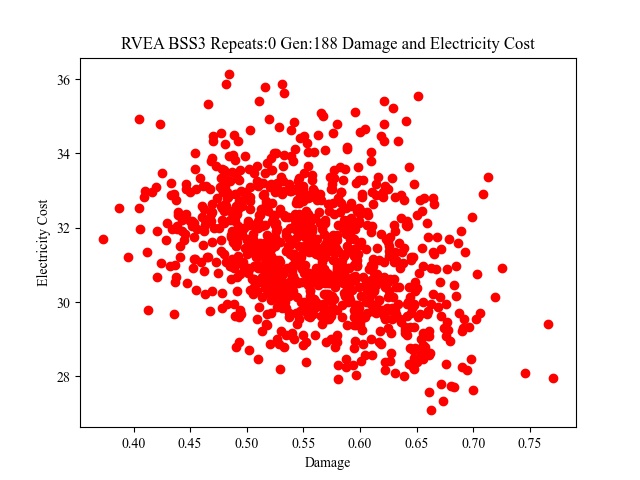 RVEA BSS3 Repeats:0 Gen:188 Damage and Electricity Cost
36
34
32
30
28
Electricity Cost
0.40 0.45 0.50 0.55 0.60 0.65 0.70 0.75
Damage